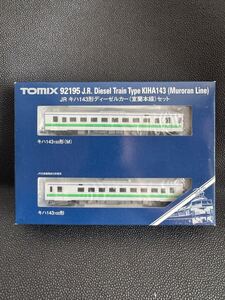 TOMIX 92195 J.R. Diesel Train Type KIHA143 (Muroran Line)
JR キハ143形ディーゼルカー(室蘭本線)セット
キハ143-100形(M)
キハ143-150形